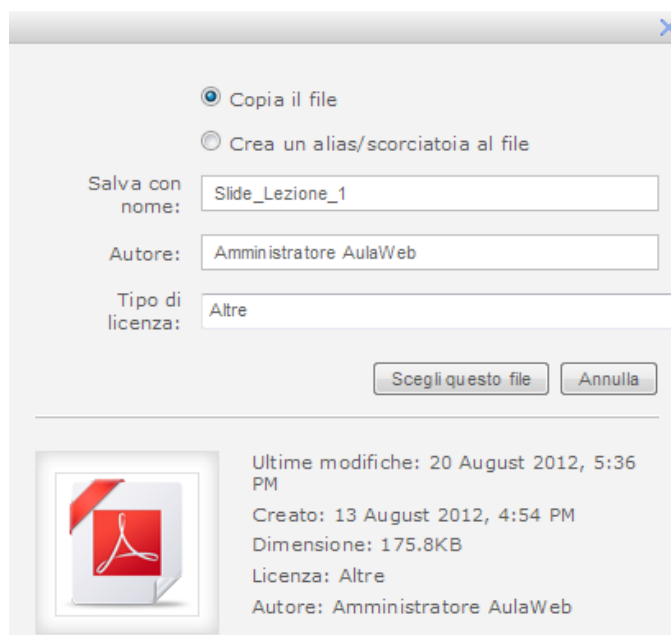 Copia il file
Crea un alias/scorciatoia al file
Salva con
nome:
Slide_Lezione_1
Autore:
Amministratore AulaWeb
Tipo di
licenza:
Altre
Scegli questo file
Annulla
Ultime modifiche: 20 August 2012, 5:36
PM
Creato: 13 August 2012, 4:54 PM
Dimensione: 175.8KB
Licenza: Altre
Autore: Amministratore AulaWeb